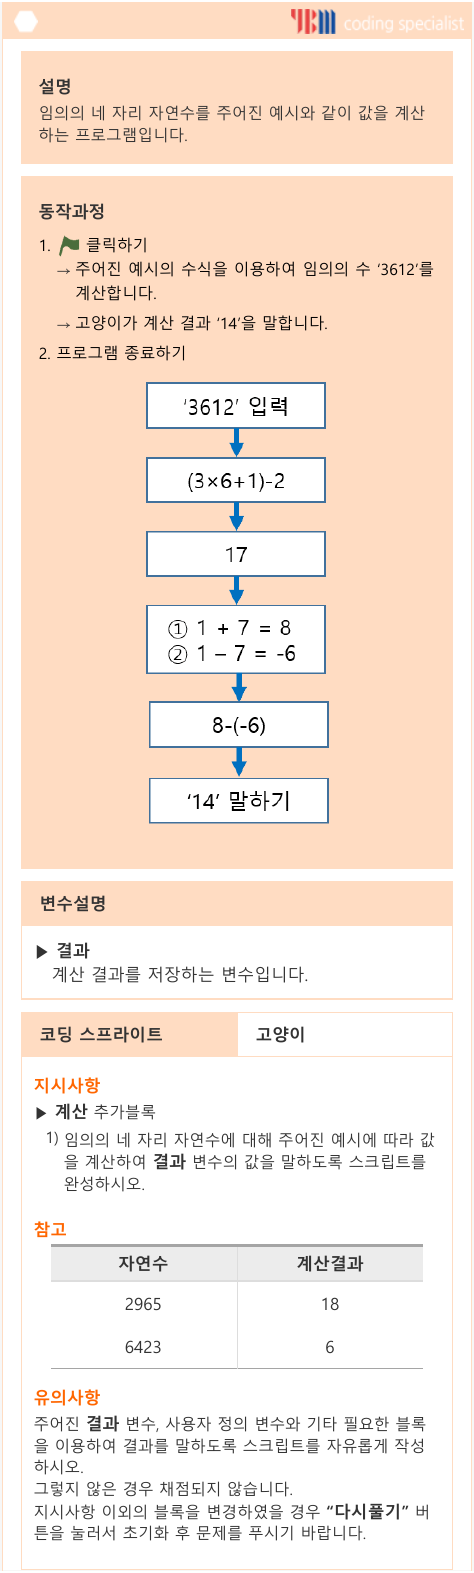 YBM coding specialist
설명
임의의 네 자리 자연수를 주어진 예시와 같이 값을 계산
하는 프로그램입니다.
동작과정
1. 클릭하기
→ 주어진 예시의 수식을 이용하여 임의의 수 ‘3612’를
계산합니다.
→ 고양이가 계산 결과 ‘14’을 말합니다.
2. 프로그램 종료하기
‘3612’ 입력
(3×6+1)-2
17
① 1 + 7 = 8
② 1 – 7 = -6
8-(-6)
‘14’ 말하기
변수설명
▶ 결과
계산 결과를 저장하는 변수입니다.
코딩 스프라이트 고양이
지시사항
▶ 계산 추가블록
1) 임의의 네 자리 자연수에 대해 주어진 예시에 따라 값
을 계산하여 결과 변수의 값을 말하도록 스크립트를
완성하시오.
참고
자연수 계산결과
2965 18
6423 6
유의사항
주어진 결과 변수, 사용자 정의 변수와 기타 필요한 블록
을 이용하여 결과를 말하도록 스크립트를 자유롭게 작성
하시오.
그렇지 않은 경우 채점되지 않습니다.
지시사항 이외의 블록을 변경하였을 경우 “다시풀기” 버
튼을 눌러서 초기화 후 문제를 푸시기 바랍니다.